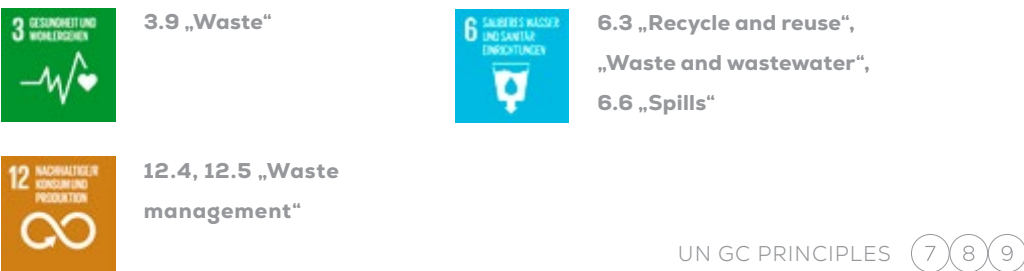 3 GESUNDHEIT UND
WOHLERGEHEN
3.9 „Waste“
6 SAUBERES WASSER
UND SANITÄR-
EINRICHTUNGEN
6.3 „Recycle and reuse“,
„Waste and wastewater“,
6.6 „Spills“
12 NACHHALTIGE/R
KONSUM UND
PRODUKTION
12.4, 12.5 „Waste
management“
UN GC PRINCIPLES 7 8 9